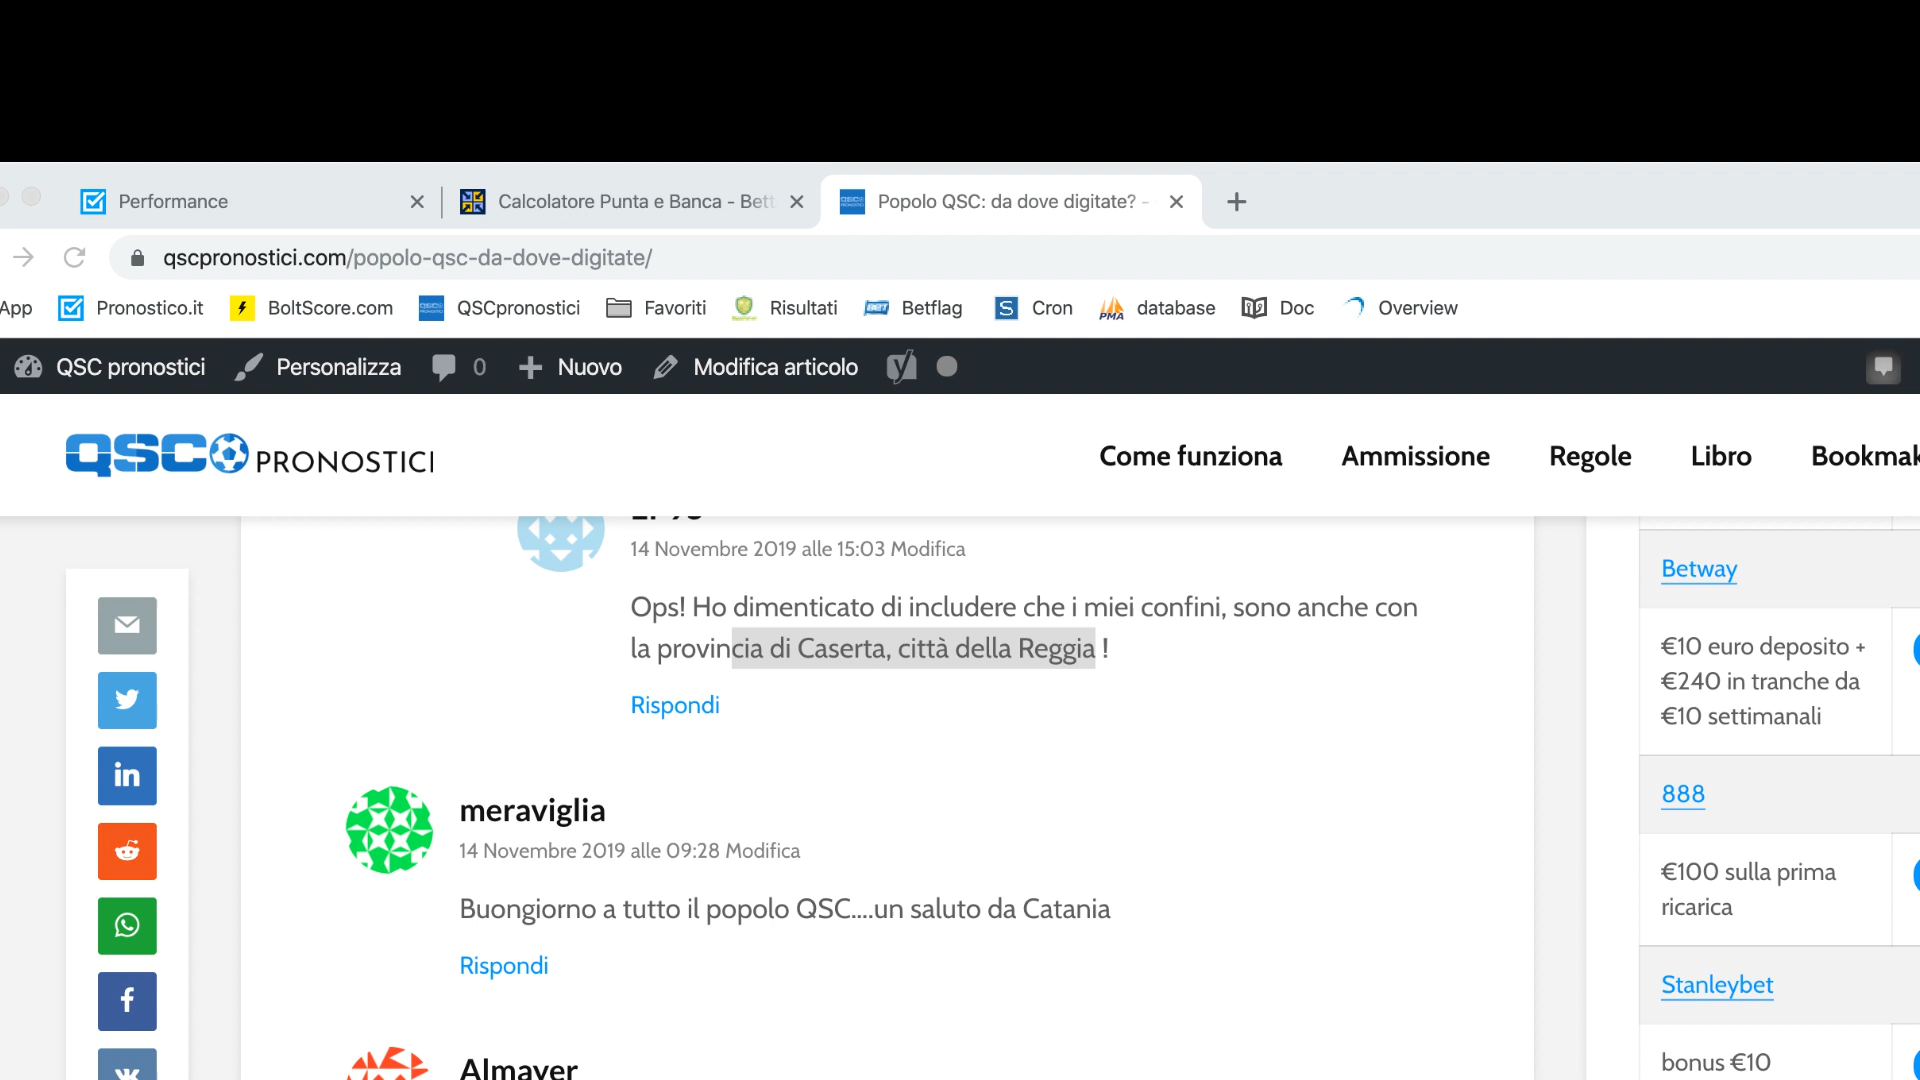 Performance
Calcolatore Punta e Banca - Bett
Popolo QSC: da dove digitate? -
qscpronostici.com/popolo-qsc-da-dove-digitate/
App
Pronostico.it
BoltScore.com
QSCpronostici
Favoriti
Risultati
Betflag
Cron
database
Doc
Overview
QSC pronostici
Personalizza
0
Nuovo
Modifica articolo
QSC PRONOSTICI
Come funziona
Ammissione
Regole
Libro
Bookmak
14 Novembre 2019 alle 15:03 Modifica
Ops! Ho dimenticato di includere che i miei confini, sono anche con
la provincia di Caserta, città della Reggia !
Rispondi
meraviglia
14 Novembre 2019 alle 09:28 Modifica
Buongiorno a tutto il popolo QSC....un saluto da Catania
Rispondi
Almayer
Betway
€10 euro deposito +
€240 in tranche da
€10 settimanali
888
€100 sulla prima
ricarica
Stanleybet
bonus €10